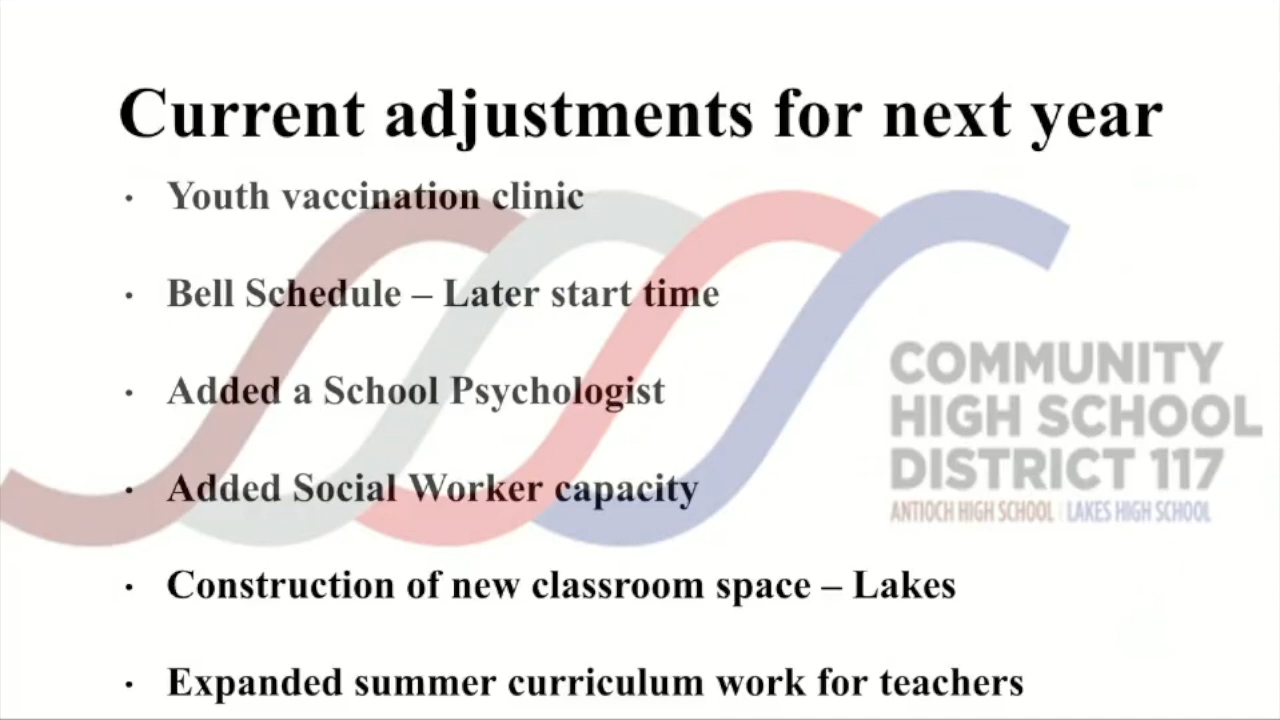 Current adjustments for next year
· Youth vaccination clinic
· Bell Schedule – Later start time
· Added a School Psychologist
· Added Social Worker capacity
· Construction of new classroom space – Lakes
· Expanded summer curriculum work for teachers
COMMUNITY
HIGH SCHOOL
DISTRICT 117
ANTIOCH HIGH SCHOOL | LAKES HIGH SCHOOL